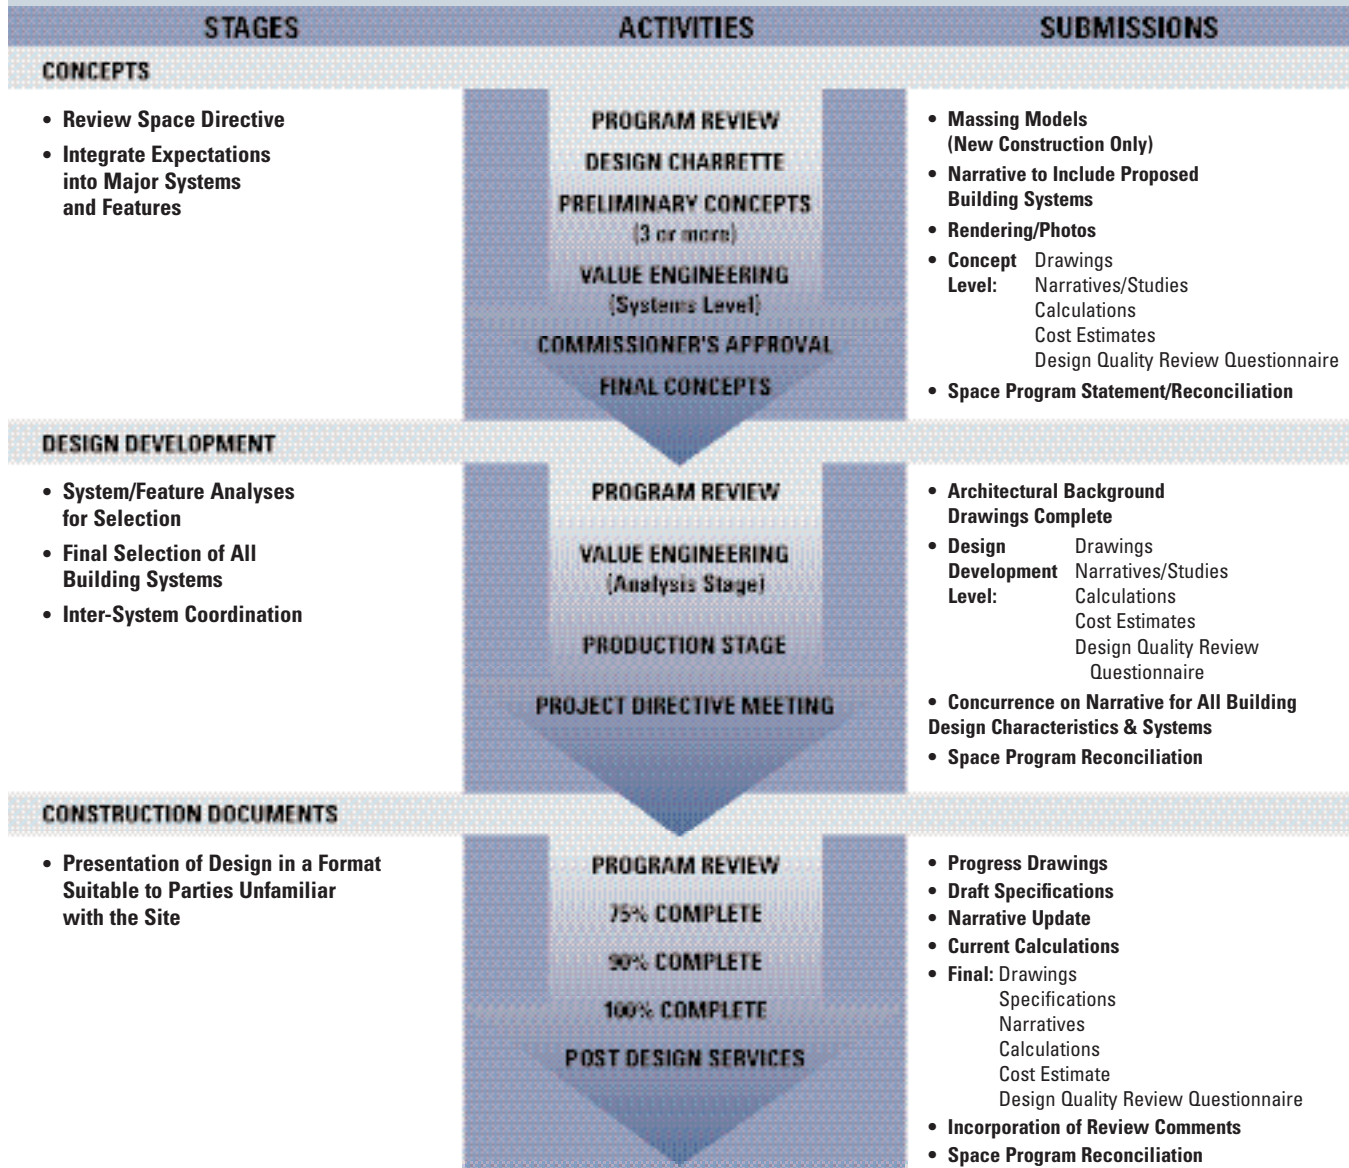 STAGES
ACTIVITIES
SUBMISSIONS
CONCEPTS
• Review Space Directive
• Integrate Expectations
into Major Systems
and Features
PROGRAM REVIEW
DESIGN CHARRETTE
PRELIMINARY CONCEPTS
(3 or more)
VALUE ENGINEERING
(Systems Level)
COMMISSIONER'S APPROVAL
FINAL CONCEPTS
• Massing Models
(New Construction Only)
• Narrative to Include Proposed
Building Systems
• Rendering/Photos
• Concept Drawings
Level: Narratives/Studies
Calculations
Cost Estimates
Design Quality Review Questionnaire
• Space Program Statement/Reconciliation
DESIGN DEVELOPMENT
• System/Feature Analyses
for Selection
• Final Selection of All
Building Systems
• Inter-System Coordination
PROGRAM REVIEW
VALUE ENGINEERING
(Analysis Stage)
PRODUCTION STAGE
PROJECT DIRECTIVE MEETING
• Architectural Background
Drawings Complete
• Design Drawings
Development Narratives/Studies
Level: Calculations
Cost Estimates
Design Quality Review
Questionnaire
• Concurrence on Narrative for All Building
Design Characteristics & Systems
• Space Program Reconciliation
CONSTRUCTION DOCUMENTS
• Presentation of Design in a Format
Suitable to Parties Unfamiliar
with the Site
PROGRAM REVIEW
75% COMPLETE
90% COMPLETE
100% COMPLETE
POST DESIGN SERVICES
• Progress Drawings
• Draft Specifications
• Narrative Update
• Current Calculations
• Final: Drawings
Specifications
Narratives
Calculations
Cost Estimate
Design Quality Review Questionnaire
• Incorporation of Review Comments
• Space Program Reconciliation